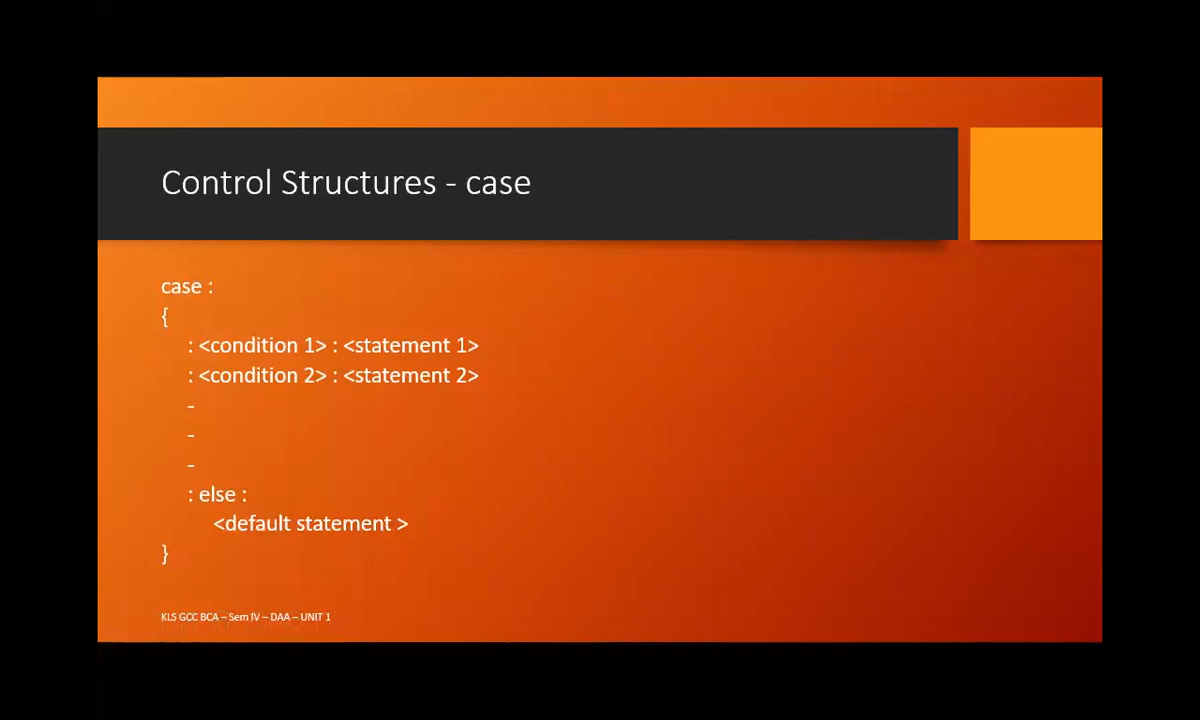 Control Structures - case
case :
{
: <condition 1> : <statement 1>
: <condition 2> : <statement 2>
-
-
-
: else :
<default statement >
}
KLS GCC BCA – Sem IV – DAA – UNIT 1